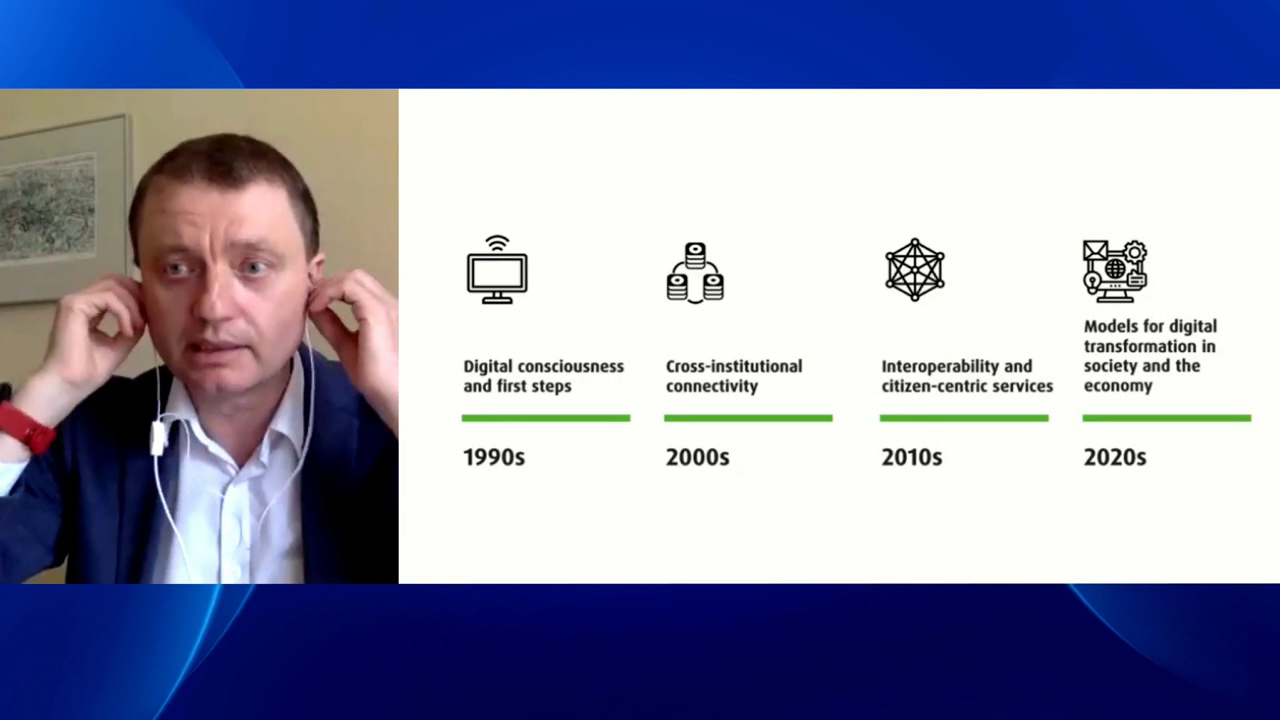 Digital consciousness
and first steps
1990s
Cross-institutional
connectivity
2000s
Interoperability and
citizen-centric services
2010s
Models for digital
transformation in
society and the
economy
2020s